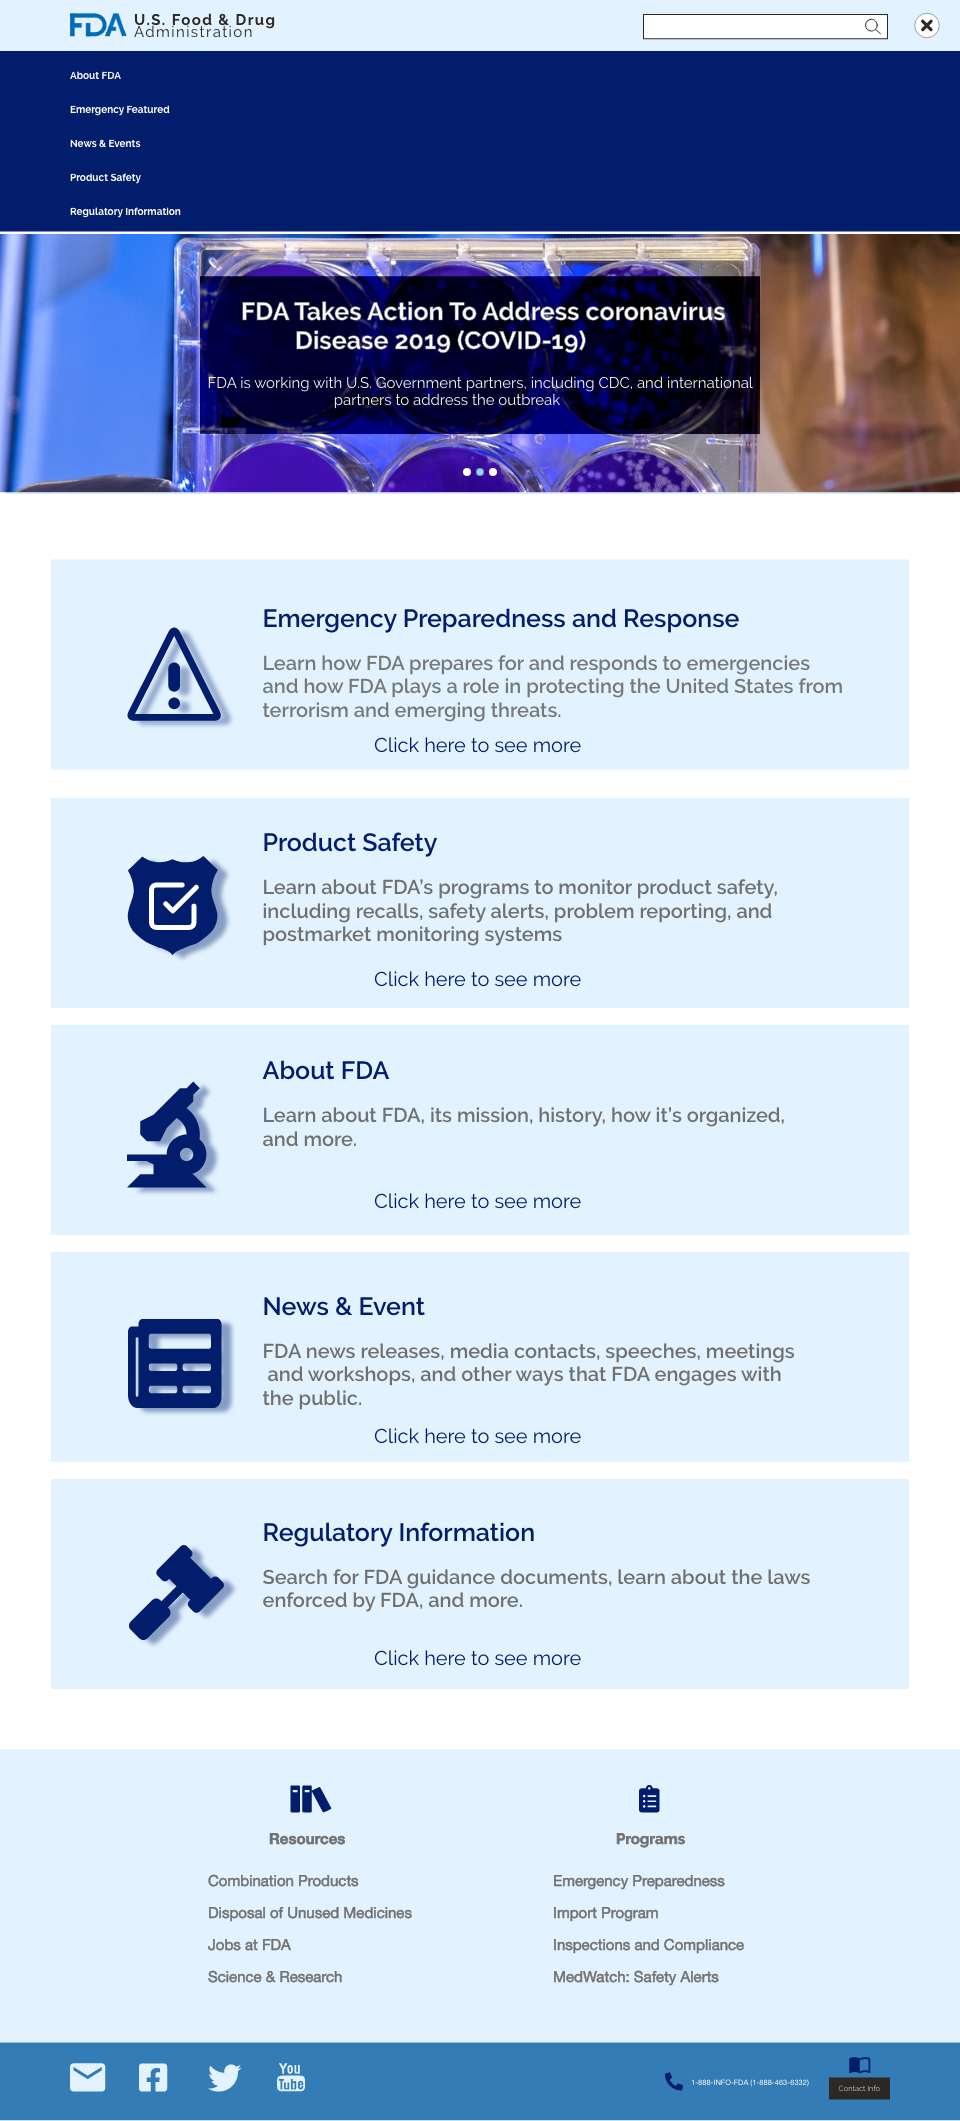 FDA U.S. Food & Drug
Administration
About FDA
Emergency Featured
News & Events
Product Safety
Regulatory Information
FDA Takes Action To Address coronavirus
Disease 2019 (COVID-19)
FDA is working with U.S. Government partners, including CDC, and international
partners to address the outbreak
Emergency Preparedness and Response
Learn how FDA prepares for and responds to emergencies
and how FDA plays a role in protecting the United States from
terrorism and emerging threats.
Click here to see more
Product Safety
Learn about FDA’s programs to monitor product safety,
including recalls, safety alerts, problem reporting, and
postmarket monitoring systems
Click here to see more
About FDA
Learn about FDA, its mission, history, how it’s organized,
and more.
Click here to see more
News & Event
FDA news releases, media contacts, speeches, meetings
and workshops, and other ways that FDA engages with
the public.
Click here to see more
Regulatory Information
Search for FDA guidance documents, learn about the laws
enforced by FDA, and more.
Click here to see more
Resources
Combination Products
Disposal of Unused Medicines
Jobs at FDA
Science & Research
Programs
Emergency Preparedness
Import Program
Inspections and Compliance
MedWatch: Safety Alerts
You
Tube
1-888-INFO-FDA (1-888-463-6332)
Contact Info